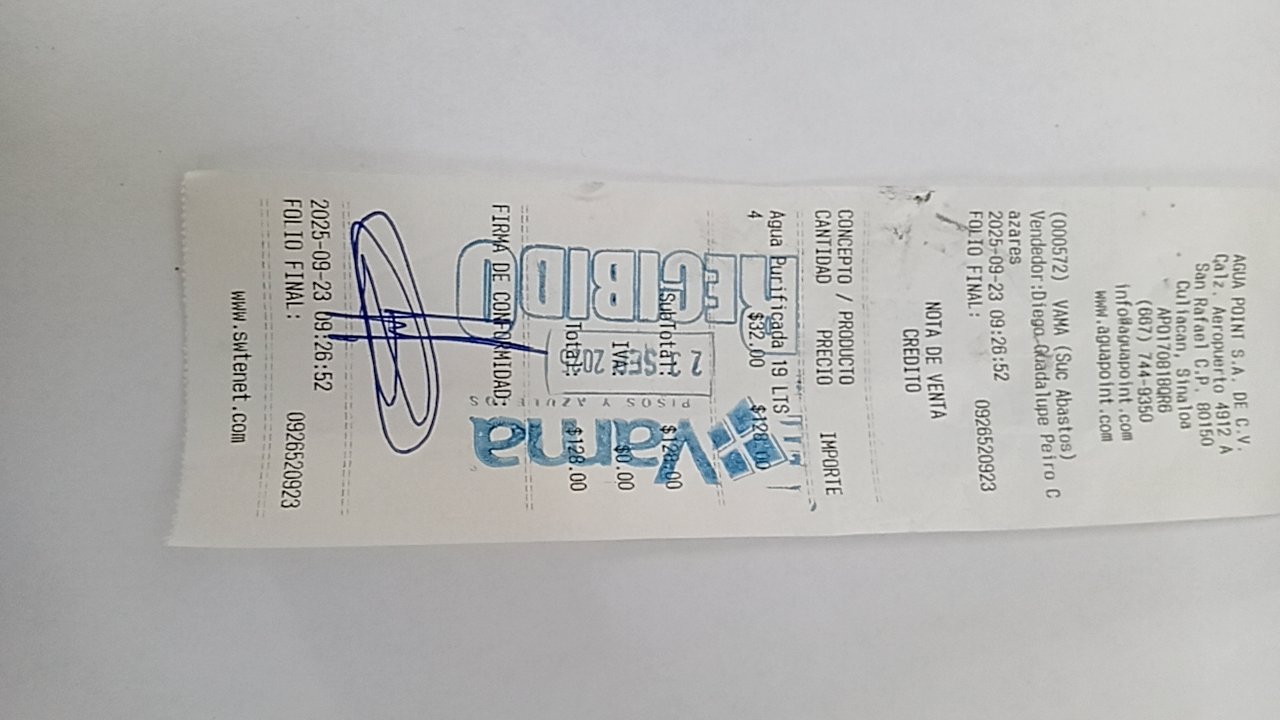 AGUA POINT S.A. DE C.V.
Calz. Aeropuerto 4912 A
San Rafael C.P. 80150
Culiacan, Sinaloa
APO170818QR6
(667) 744-9350
info@aguapoint.com
www.aguapoint.com
(000572) VAMA (Suc Abastos)
Vendedor:Diego Guadalupe Peiro C
azares
2025-09-23 09:26:52
FOLIO FINAL: 0926520923
NOTA DE VENTA
CREDITO
CONCEPTO / PRODUCTO
CANTIDAD PRECIO IMPORTE
Agua Purificada 19 LTS
4 $32.00 $128.00
SubTotal: $128.00
IVA: $0.00
Total: $128.00
RECIBIDO
23 SEP 202
Vama
PISOS Y AZULEJOS
FIRMA DE CONFORMIDAD:
2025-09-23 09:26:52
FOLIO FINAL: 0926520923
www.swtenet.com